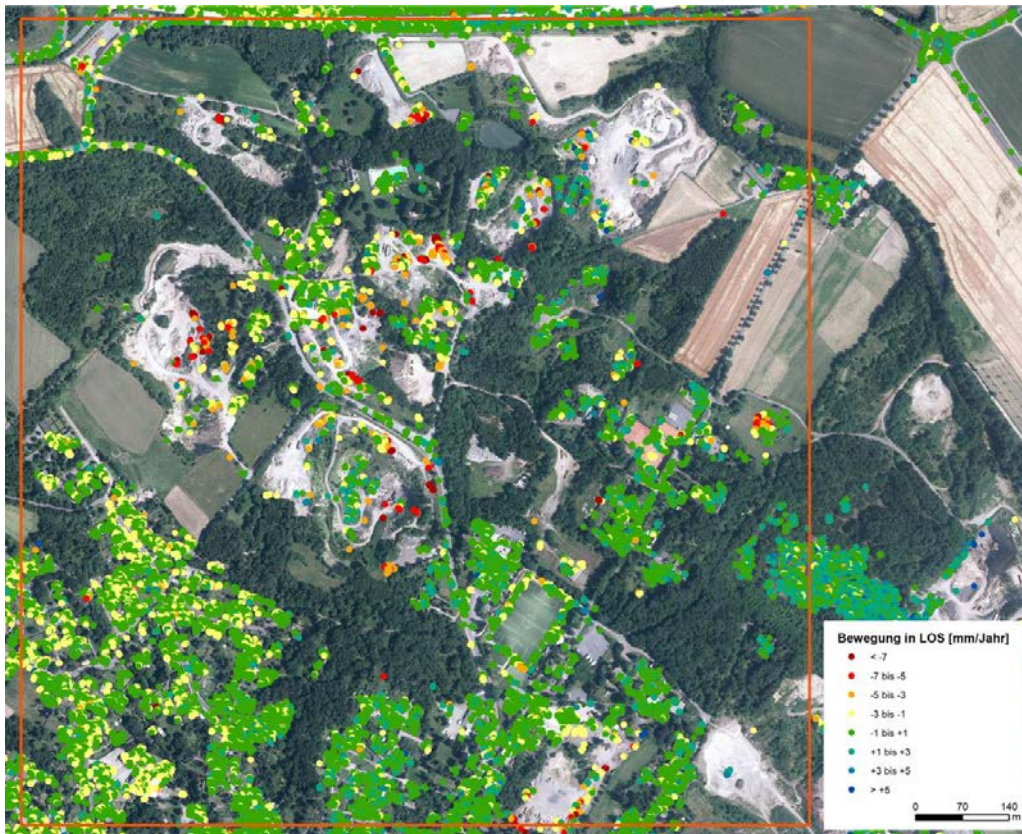 Bewegung in LOS [mm/Jahr]
< -7
-7 bis -5
-5 bis -3
-3 bis -1
-1 bis +1
+1 bis +3
+3 bis +5
> +5
0 70 140
m